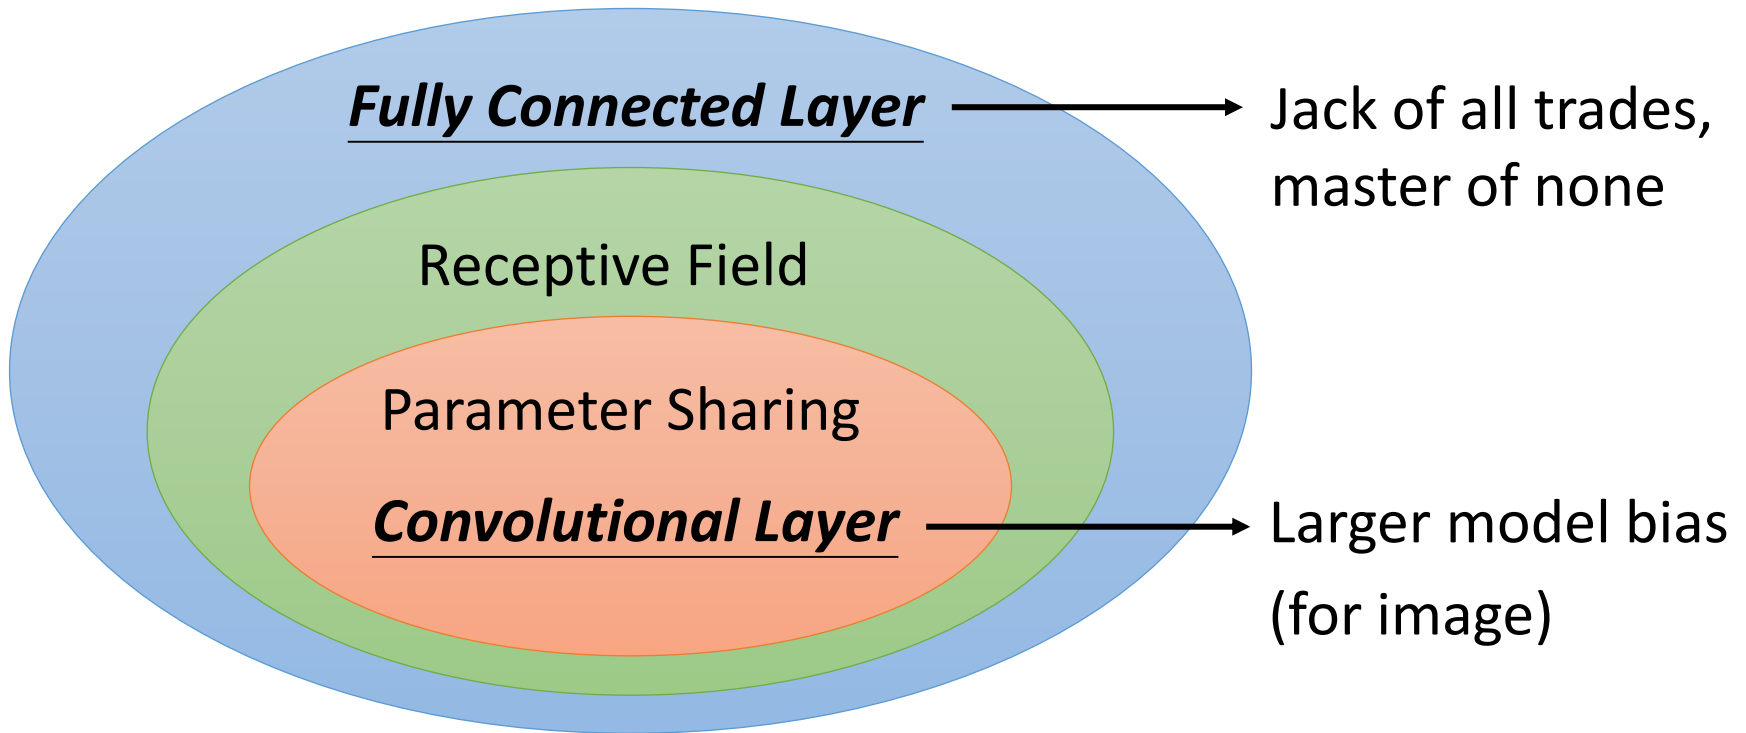 Fully Connected Layer
Jack of all trades,
master of none
Receptive Field
Parameter Sharing
Convolutional Layer
Larger model bias
(for image)